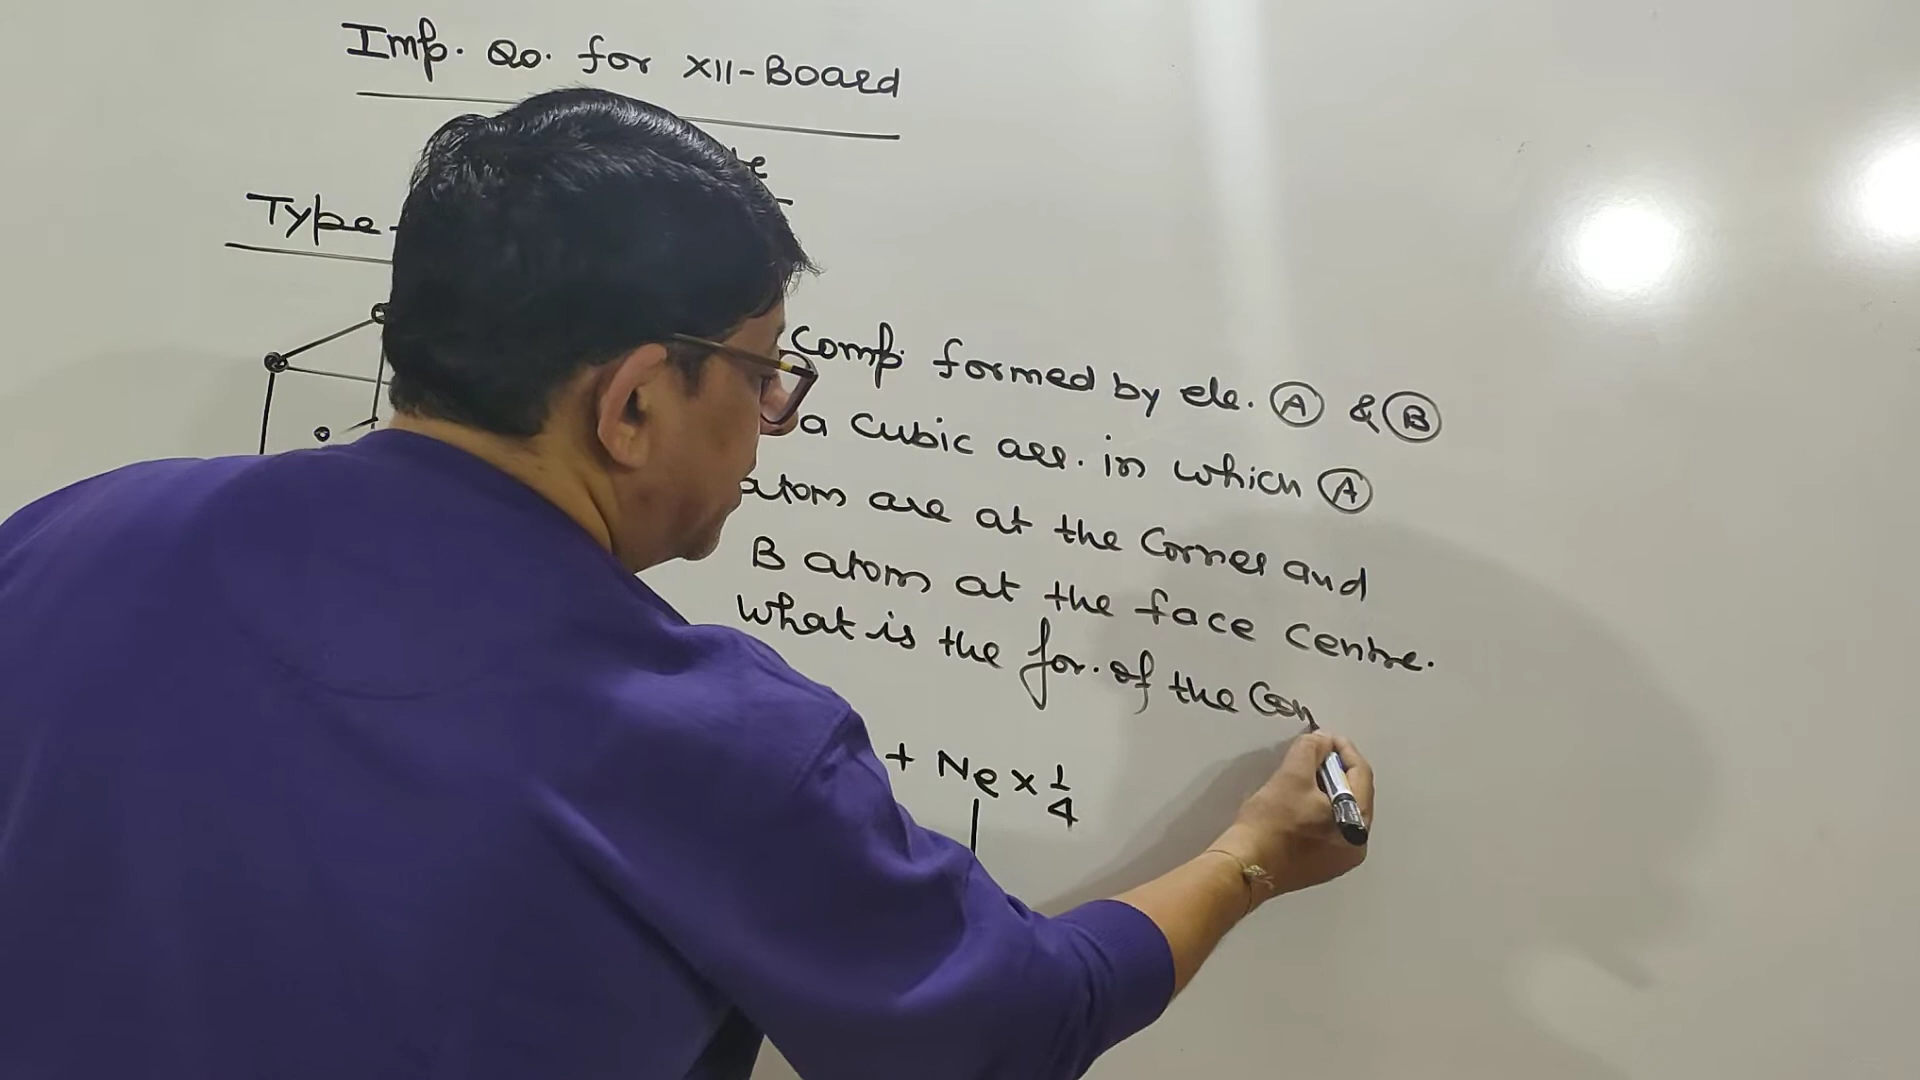 Imp. Qo. for XII-Board
Type-
comp. formed by ele. A & B
a Cubic arr. in which A
atom are at the Corner and
B atom at the face Centre.
What is the for. of the Com
+ Ne × 1/4